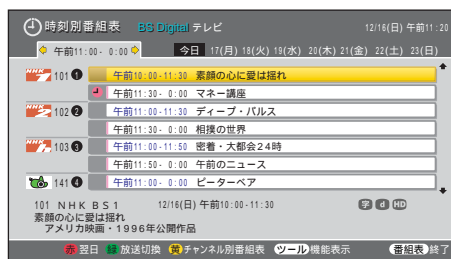 時刻別番組表 BS Digital テレビ 12/16(日) 午前11:20
午前11:00- 0:00 今日 17(月) 18(火) 19(水) 20(木) 21(金) 22(土) 23(日)
101 1 午前10:00-11:30 素顔の心に愛は揺れ
午前11:30- 0:00 マネー講座
102 2 午前11:00-11:30 ディープ・パルス
午前11:30- 0:00 相撲の世界
103 3 午前11:00-11:50 密着・大都会24時
午前11:50- 0:00 午前のニュース
141 4 午前11:00- 0:00 ピーターベア
101 NHK BS1 12/16(日) 午前10:00-11:30 字 d HD
素顔の心に愛は揺れ
アメリカ映画・1996年公開作品
赤 翌日 緑 放送切換 黄 チャンネル別番組表 ツール 機能表示 番組表 終了